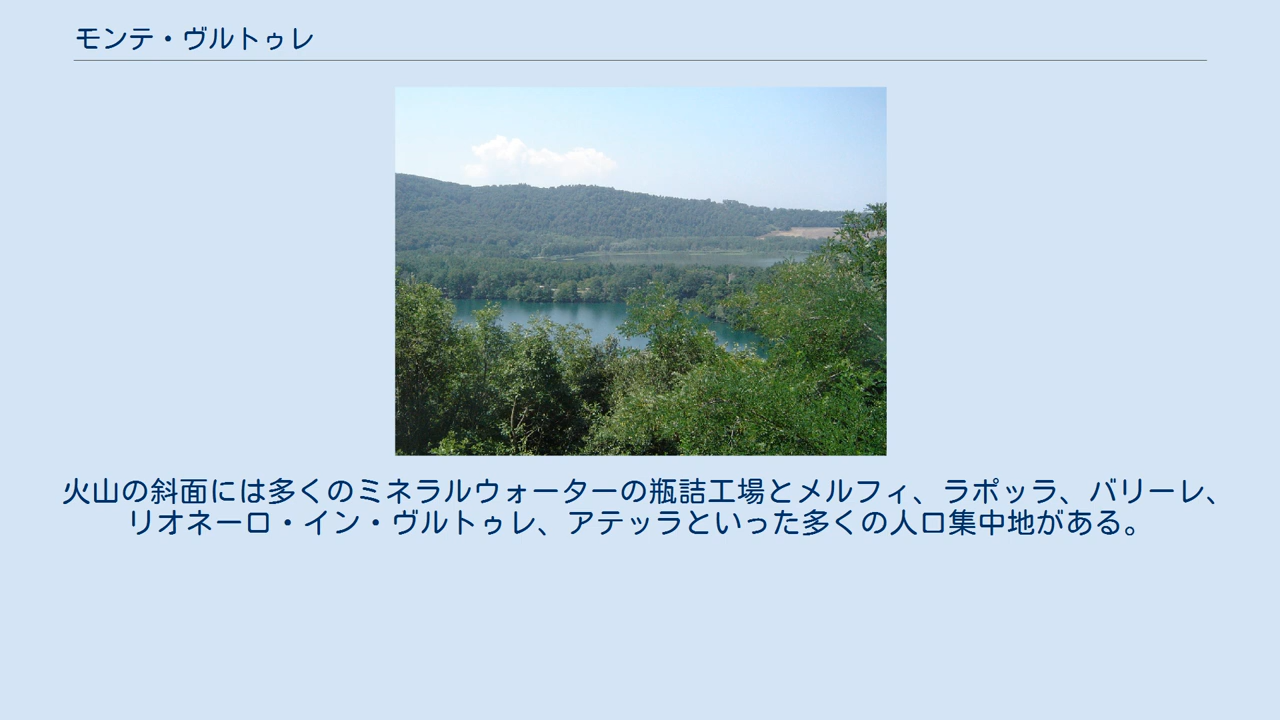 モンテ・ヴルトゥレ
火山の斜面には多くのミネラルウォーターの瓶詰工場とメルフィ、ラポッラ、バリーレ、
リオネーロ・イン・ヴルトゥレ、アテッラといった多くの人口集中地がある。